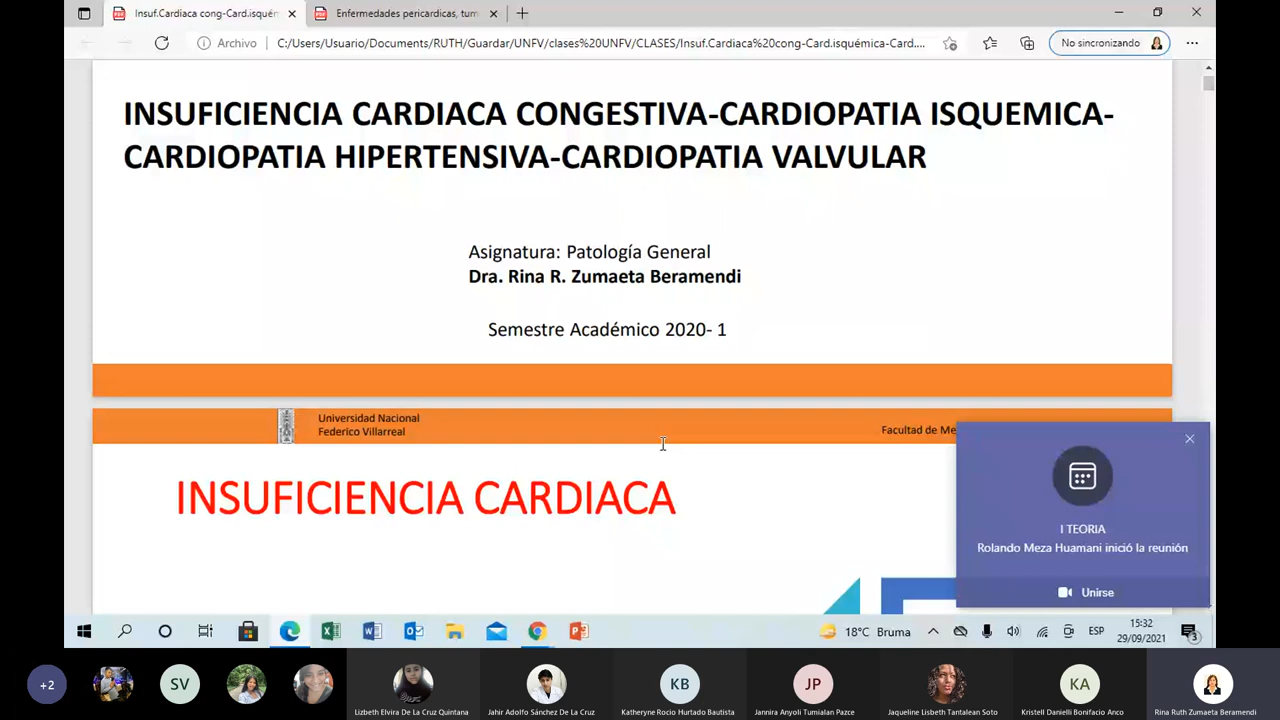 Insuf.Cardiaca cong-Card.isquém
Enfermedades pericardicas, tum
Archivo
C:/Users/Usuario/Documents/RUTH/Guardar/UNFV/clases%20UNFV/CLASES/Insuf.Cardiaca%20cong-Card.isquémica-Card....
No sincronizando
INSUFICIENCIA CARDIACA CONGESTIVA-CARDIOPATIA ISQUEMICA-
CARDIOPATIA HIPERTENSIVA-CARDIOPATIA VALVULAR
Asignatura: Patología General
Dra. Rina R. Zumaeta Beramendi
Semestre Académico 2020- 1
Universidad Nacional
Federico Villarreal
Facultad de Me
INSUFICIENCIA CARDIACA
I TEORIA
Rolando Meza Huamani inició la reunión
Unirse
18°C Bruma
ESP
15:32
29/09/2021
3
+2
SV
KB
JP
KA
Lizbeth Elvira De La Cruz Quintana
Jahir Adolfo Sánchez De La Cruz
Katheryne Rocio Hurtado Bautista
Jannira Anyoli Tumialan Pazce
Jaqueline Lisbeth Tantalean Soto
Kristell Danielli Bonifacio Anco
Rina Ruth Zumaeta Beramendi